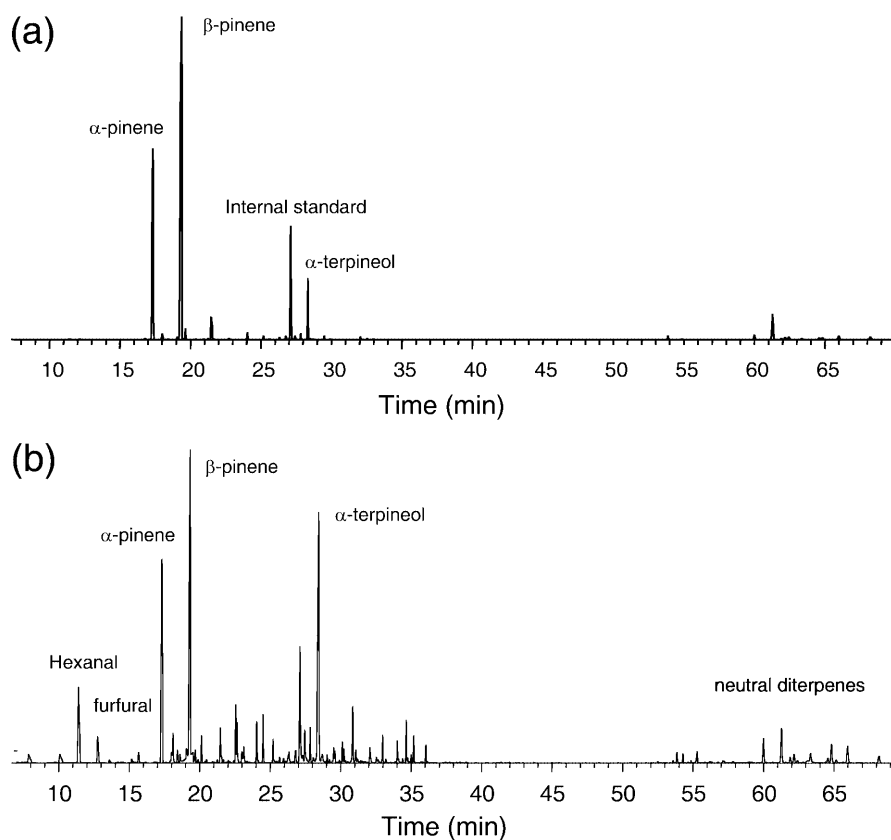 (a)
β-pinene
α-pinene
Internal standard
α-terpineol
10 15 20 25 30 35 40 45 50 55 60 65
Time (min)
(b)
β-pinene
α-terpineol
α-pinene
Hexanal
furfural
neutral diterpenes
10 15 20 25 30 35 40 45 50 55 60 65
Time (min)